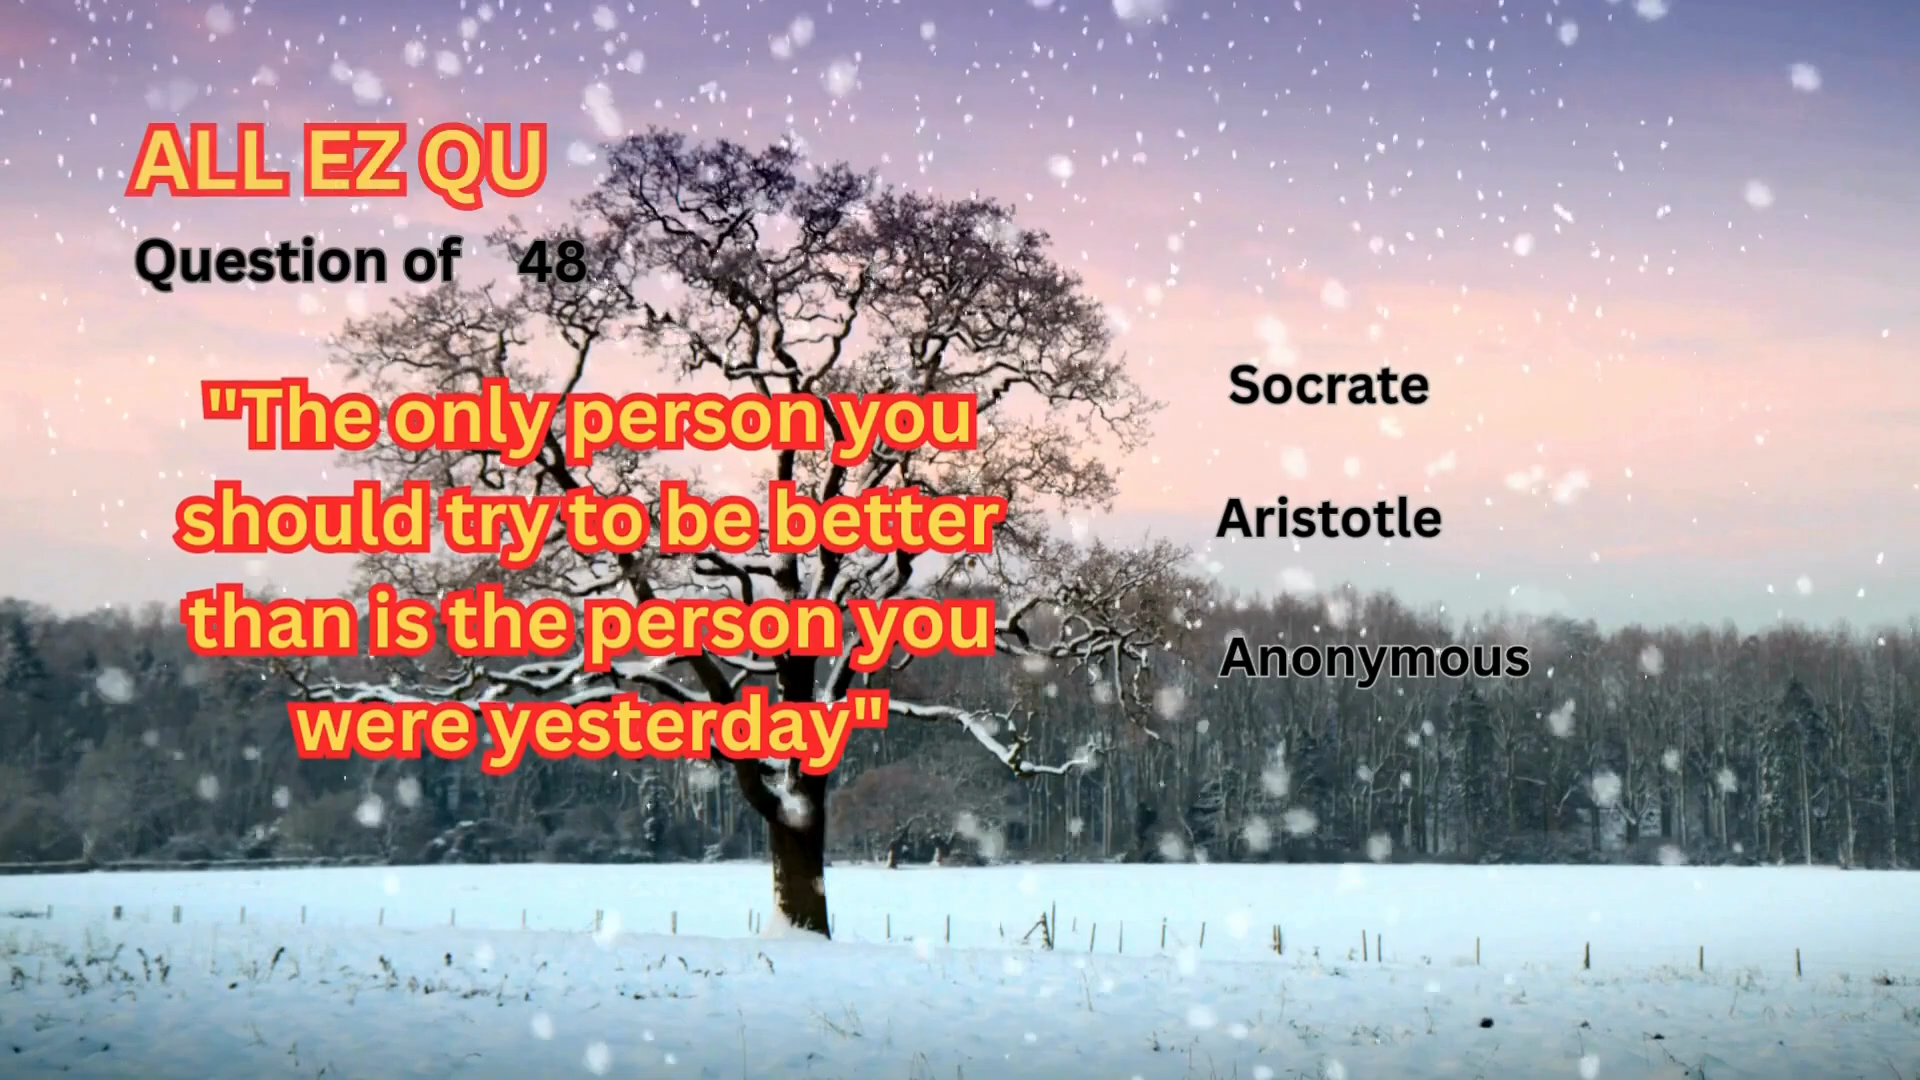 ALL EZ QU
Question of 48
"The only person you
should try to be better
than is the person you
were yesterday"
Socrate
Aristotle
Anonymous